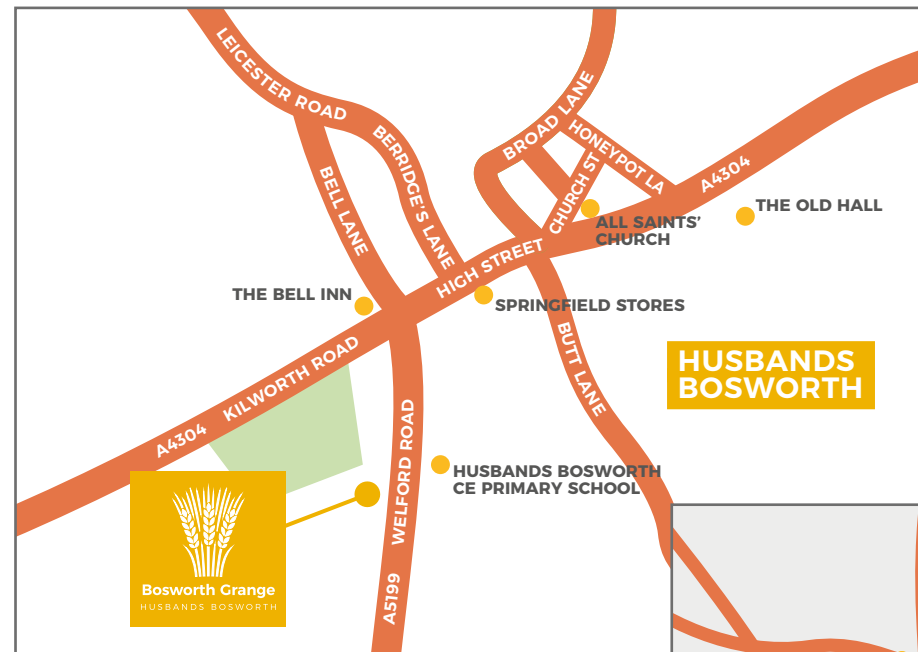 LEICESTER ROAD
BERRIDGE'S LANE
BELL LANE
BROAD LANE
HONEYPOT LA
CHURCH ST
A4304
THE OLD HALL
ALL SAINTS'
CHURCH
HIGH STREET
THE BELL INN
SPRINGFIELD STORES
KILWORTH ROAD
A4304
BUTT LANE
HUSBANDS
BOSWORTH
WELFORD ROAD
A5199
HUSBANDS BOSWORTH
CE PRIMARY SCHOOL
Bosworth Grange
HUSBANDS BOSWORTH